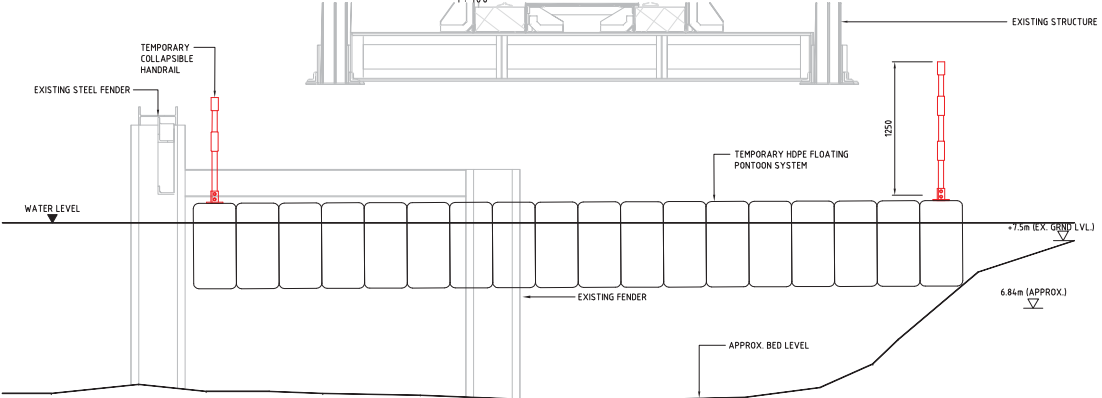 EXISTING STRUCTURE
TEMPORARY
COLLAPSIBLE
HANDRAIL
EXISTING STEEL FENDER
1250
TEMPORARY HDPE FLOATING
PONTOON SYSTEM
WATER LEVEL
+7.5m (EX. GRND LVL.)
6.84m (APPROX.)
EXISTING FENDER
APPROX. BED LEVEL